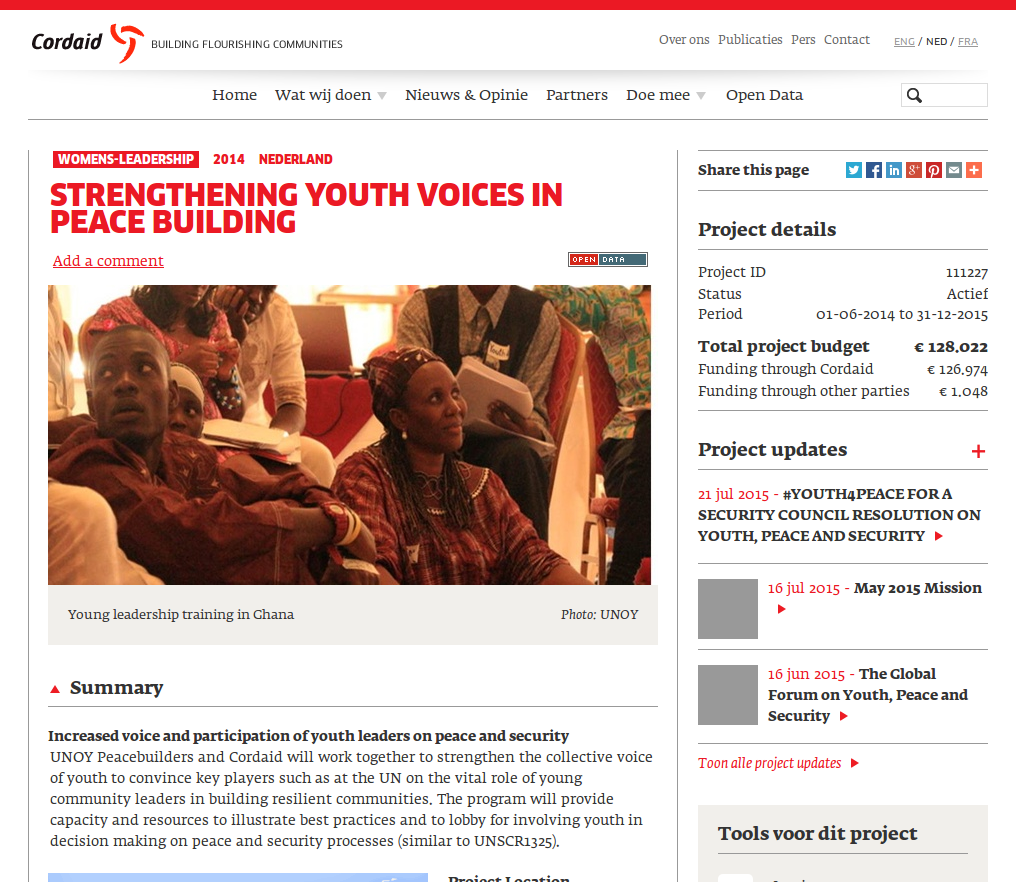 Cordaid BUILDING FLOURISHING COMMUNITIES
Over ons Publicaties Pers Contact ENG / NED / FRA
Home Wat wij doen Nieuws & Opinie Partners Doe mee Open Data
WOMENS-LEADERSHIP 2014 NEDERLAND
STRENGTHENING YOUTH VOICES IN
PEACE BUILDING
Add a comment
OPEN DATA
Young leadership training in Ghana Photo: UNOY
Summary
Increased voice and participation of youth leaders on peace and security
UNOY Peacebuilders and Cordaid will work together to strengthen the collective voice
of youth to convince key players such as at the UN on the vital role of young
community leaders in building resilient communities. The program will provide
capacity and resources to illustrate best practices and to lobby for involving youth in
decision making on peace and security processes (similar to UNSCR1325).
Project Location
Share this page
Project details
Project ID 111227
Status Actief
Period 01-06-2014 to 31-12-2015
Total project budget € 128.022
Funding through Cordaid € 126.974
Funding through other parties € 1.048
Project updates +
21 jul 2015 - #YOUTH4PEACE FOR A
SECURITY COUNCIL RESOLUTION ON
YOUTH, PEACE AND SECURITY
16 jul 2015 - May 2015 Mission
16 jun 2015 - The Global
Forum on Youth, Peace and
Security
Toon alle project updates
Tools voor dit project